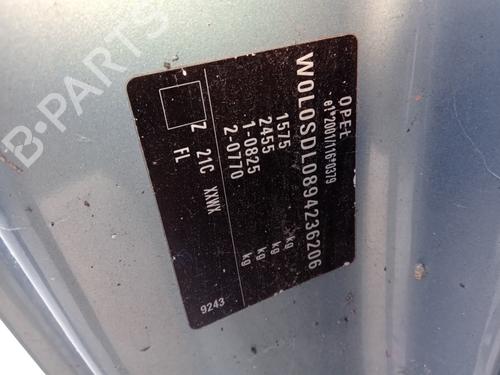 OPEL
e1*2001/116*0379
W0L0SDL0894236206
1575 kg
2455 kg
1-0825 kg
2-0770 kg
Z 21C XXWX
FL
9243
B-PARTS